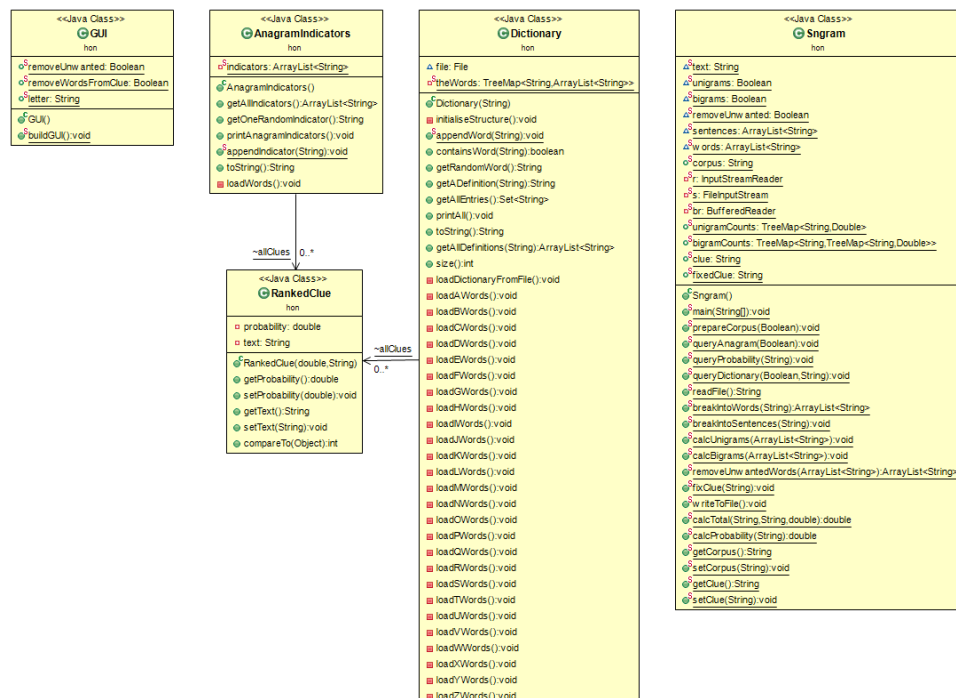 <<Java Class>>
GUI
hon
removeUnwanted: Boolean
removeWordsFromClue: Boolean
letter: String
GUI()
buildGUI():void
<<Java Class>>
AnagramIndicators
hon
indicators: ArrayList<String>
AnagramIndicators()
getAllIndicators():ArrayList<String>
getOneRandomIndicator():String
printAnagramIndicators():void
appendIndicator(String):void
toString():String
loadWords():void
~allClues
0..*
<<Java Class>>
RankedClue
hon
probability: double
text: String
RankedClue(double,String)
getProbability():double
setProbability(double):void
getText():String
setText(String):void
compareTo(Object):int
~allClues
0..*
<<Java Class>>
Dictionary
hon
file: File
theWords: TreeMap<String,ArrayList<String>>
Dictionary(String)
initialiseStructure():void
appendWord(String):void
containsWord(String):boolean
getRandomWord():String
getADefinition(String):String
getAllEntries():Set<String>
printAll():void
toString():String
getAllDefinitions(String):ArrayList<String>
size():int
loadDictionaryFromFile():void
loadAWords():void
loadBWords():void
loadCWords():void
loadDWords():void
loadEWords():void
loadFWords():void
loadGWords():void
loadHWords():void
loadIWords():void
loadJWords():void
loadKWords():void
loadLWords():void
loadMWords():void
loadNWords():void
loadOWords():void
loadPWords():void
loadQWords():void
loadRWords():void
loadSWords():void
loadTWords():void
loadUWords():void
loadVWords():void
loadWWords():void
loadXWords():void
loadYWords():void
loadZWords():void
<<Java Class>>
Sngram
hon
text: String
unigrams: Boolean
bigrams: Boolean
removeUnwanted: Boolean
sentences: ArrayList<String>
words: ArrayList<String>
corpus: String
r: InputStreamReader
s: FileInputStream
br: BufferedReader
unigramCounts: TreeMap<String,Double>
bigramCounts: TreeMap<String,TreeMap<String,Double>>
clue: String
fixedClue: String
Sngram()
main(String[]):void
prepareCorpus(Boolean):void
queryAnagram(Boolean):void
queryProbability(String):void
queryDictionary(Boolean,String):void
readFile():String
breakIntoWords(String):ArrayList<String>
breakIntoSentences(String):void
calcUnigrams(ArrayList<String>):void
calcBigrams(ArrayList<String>):void
removeUnwantedWords(ArrayList<String>):ArrayList<String>
fixClue(String):void
writeToFile():void
calcTotal(String,String,double):double
calcProbability(String):double
getCorpus():String
setCorpus(String):void
getClue():String
setClue(String):void